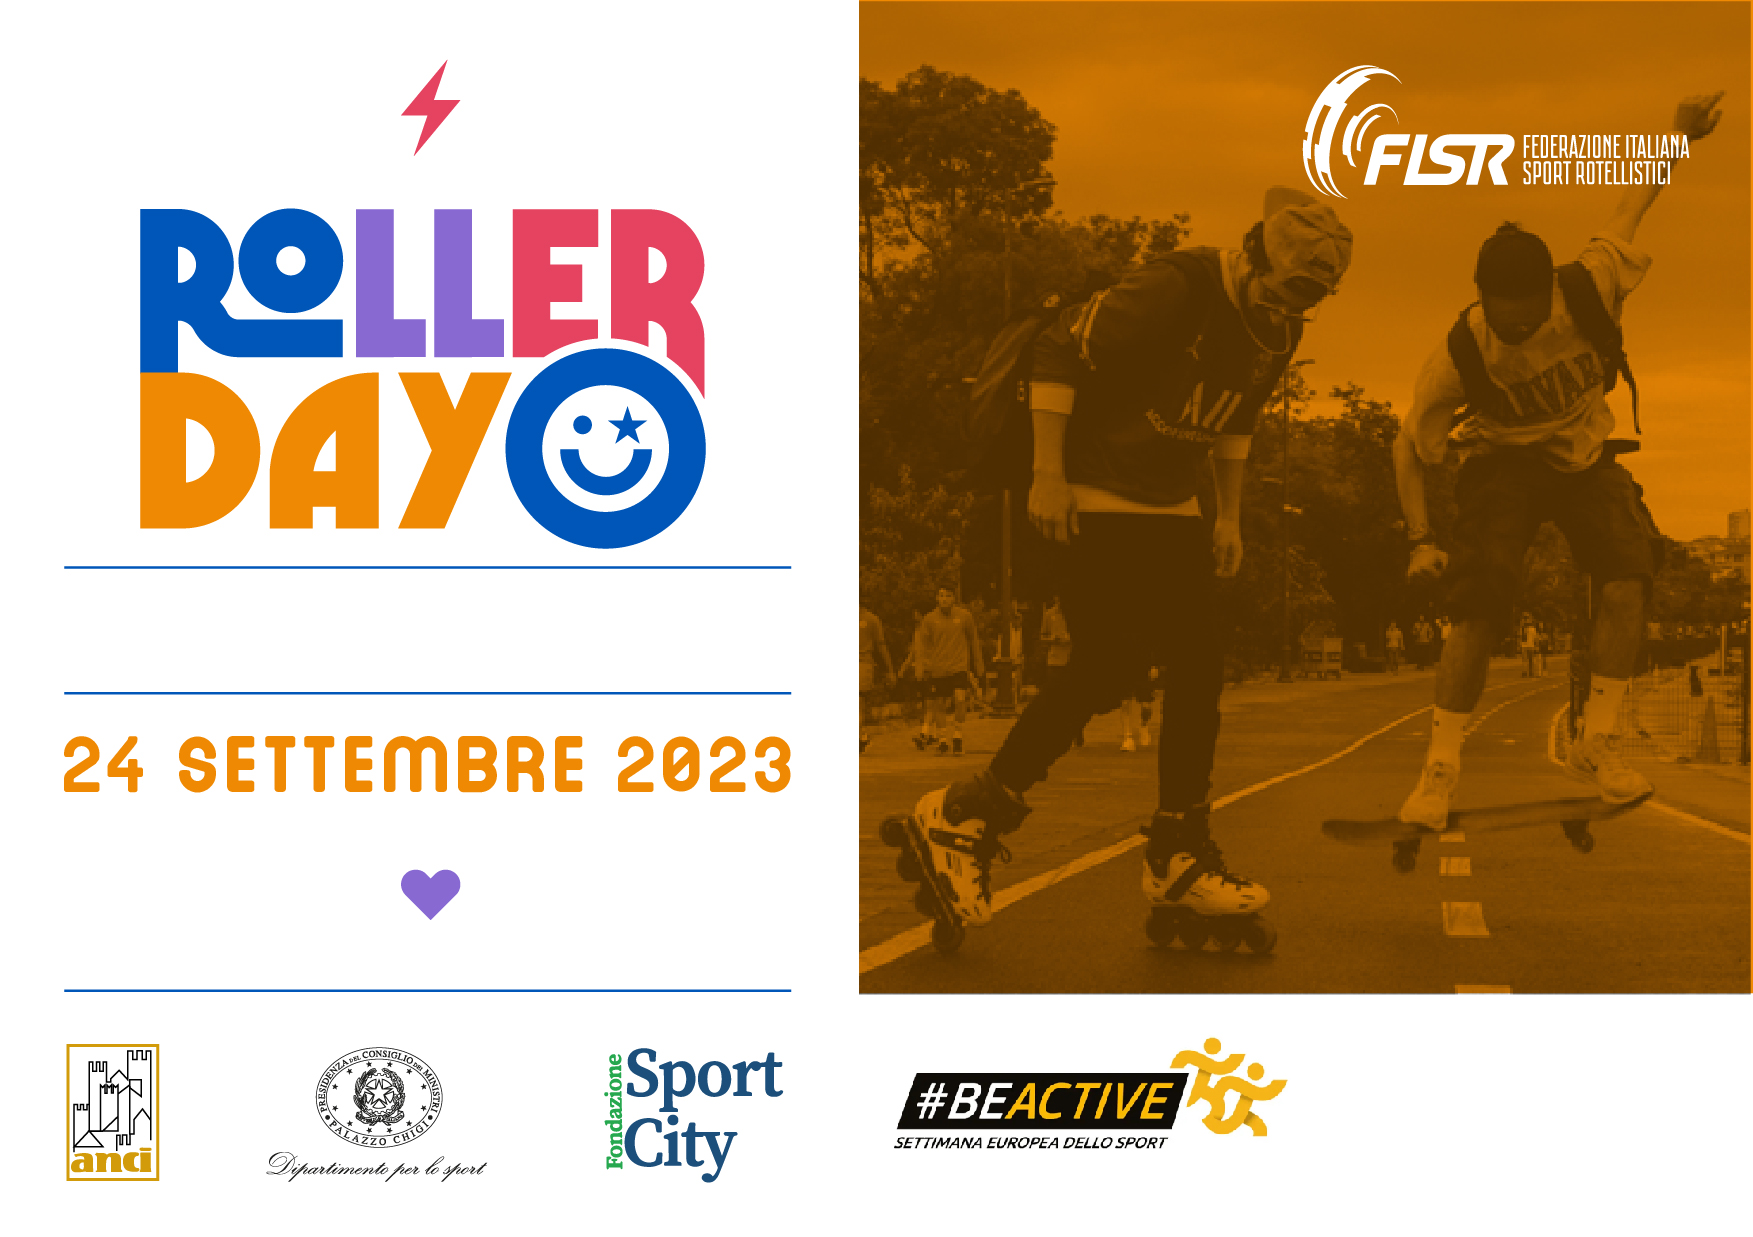 ROLLER
DAY
24 SETTEMBRE 2023
FISR
FEDERAZIONE ITALIANA
SPORT ROTELLISTICI
HARVARD
anci
PRESIDENZA DEL CONSIGLIO DEI MINISTRI
PALAZZO CHIGI
Dipartimento per lo sport
Fondazione
Sport
City
#BEACTIVE
SETTIMANA EUROPEA DELLO SPORT